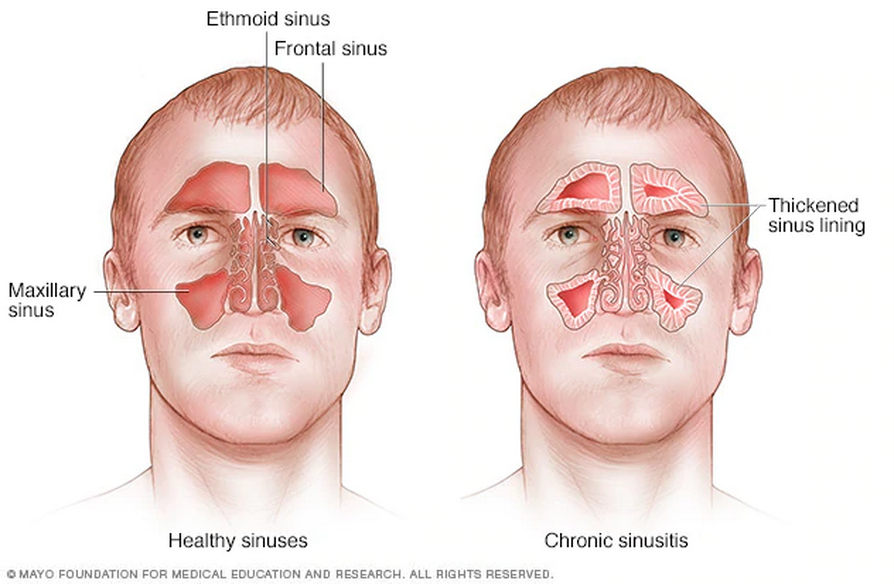 Ethmoid sinus
Frontal sinus
Maxillary
sinus
Thickened
sinus lining
Healthy sinuses
Chronic sinusitis
© MAYO FOUNDATION FOR MEDICAL EDUCATION AND RESEARCH. ALL RIGHTS RESERVED.